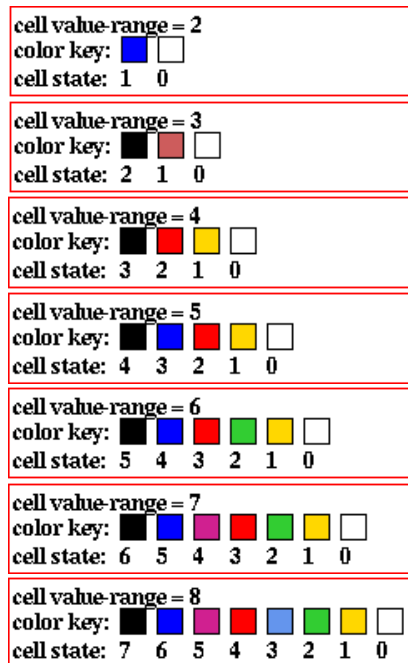 cell value-range = 2
color key:
cell state: 1 0
cell value-range = 3
color key:
cell state: 2 1 0
cell value-range = 4
color key:
cell state: 3 2 1 0
cell value-range = 5
color key:
cell state: 4 3 2 1 0
cell value-range = 6
color key:
cell state: 5 4 3 2 1 0
cell value-range = 7
color key:
cell state: 6 5 4 3 2 1 0
cell value-range = 8
color key:
cell state: 7 6 5 4 3 2 1 0